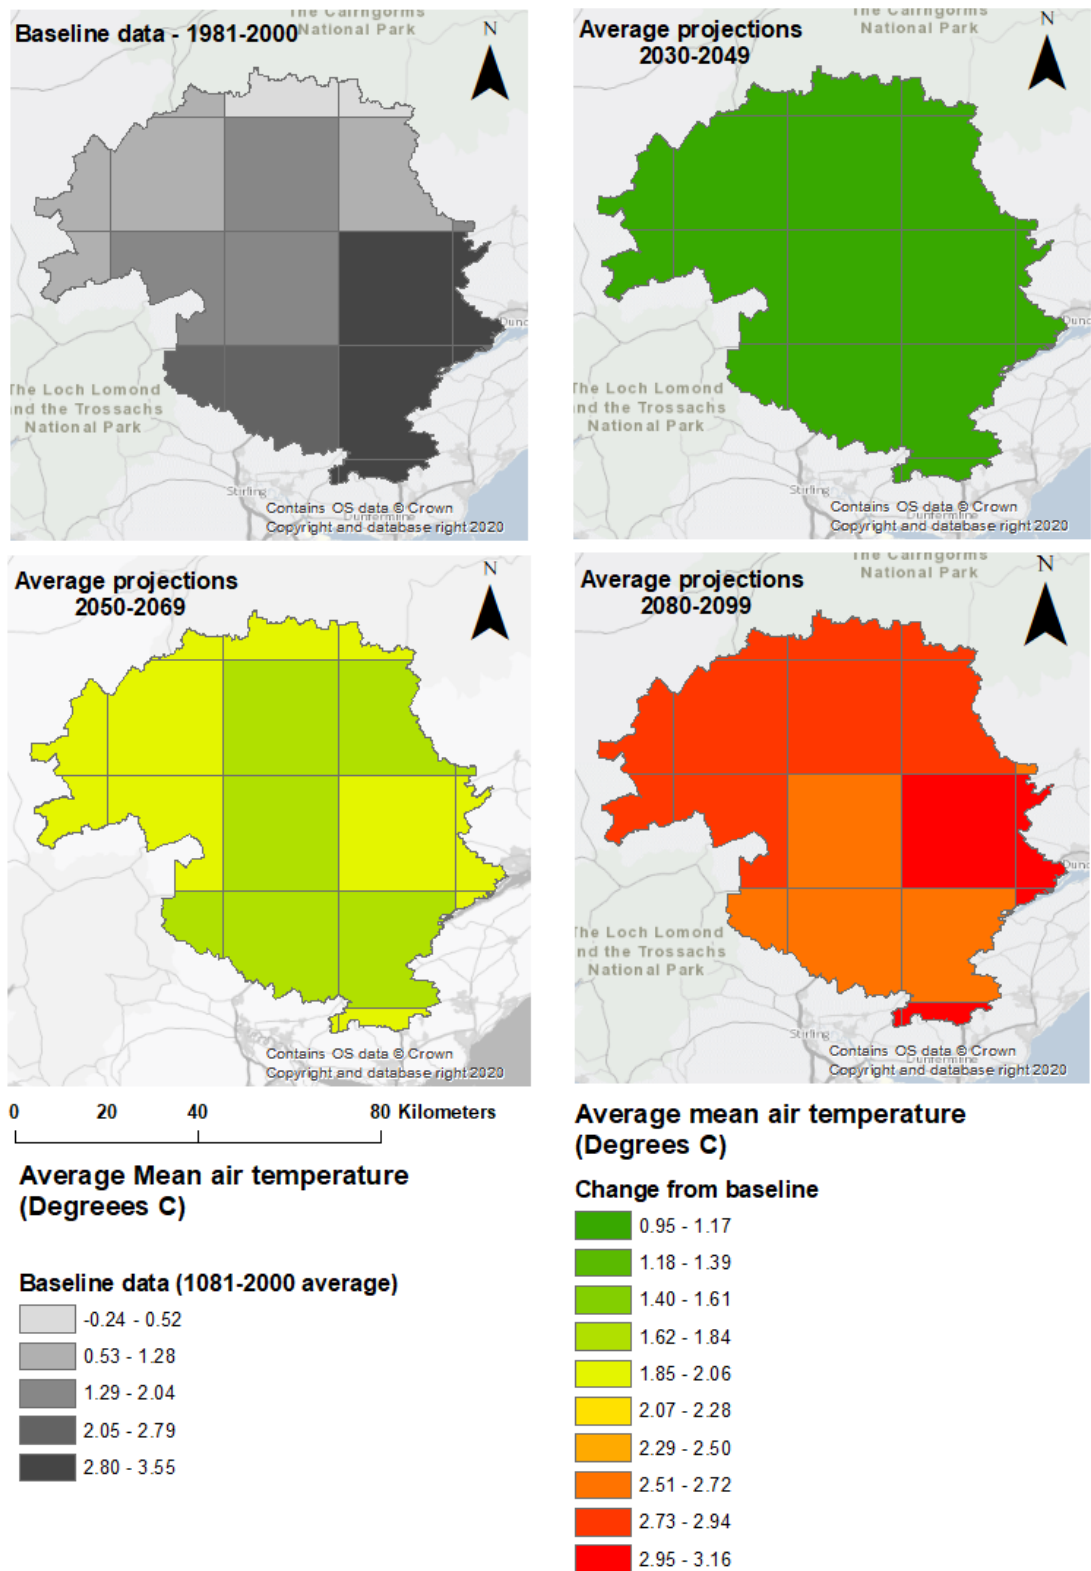 The Cairngorms
National Park
Baseline data - 1981-2000
N
The Loch Lomond
nd the Trossachs
National Park
Stirling
Dunfermline
Contains OS data © Crown
Copyright and database right 2020
The Cairngorms
National Park
Average projections
2030-2049
N
The Loch Lomond
nd the Trossachs
National Park
Stirling
Dunfermline
Contains OS data © Crown
Copyright and database right 2020
Average projections
2050-2069
N
Contains OS data © Crown
Copyright and database right 2020
The Cairngorms
National Park
Average projections
2080-2099
N
The Loch Lomond
nd the Trossachs
National Park
Stirling
Contains OS data © Crown
Copyright and database right 2020
0 20 40 80 Kilometers
Average Mean air temperature
(Degreees C)
Baseline data (1081-2000 average)
-0.24 - 0.52
0.53 - 1.28
1.29 - 2.04
2.05 - 2.79
2.80 - 3.55
Average mean air temperature
(Degrees C)
Change from baseline
0.95 - 1.17
1.18 - 1.39
1.40 - 1.61
1.62 - 1.84
1.85 - 2.06
2.07 - 2.28
2.29 - 2.50
2.51 - 2.72
2.73 - 2.94
2.95 - 3.16